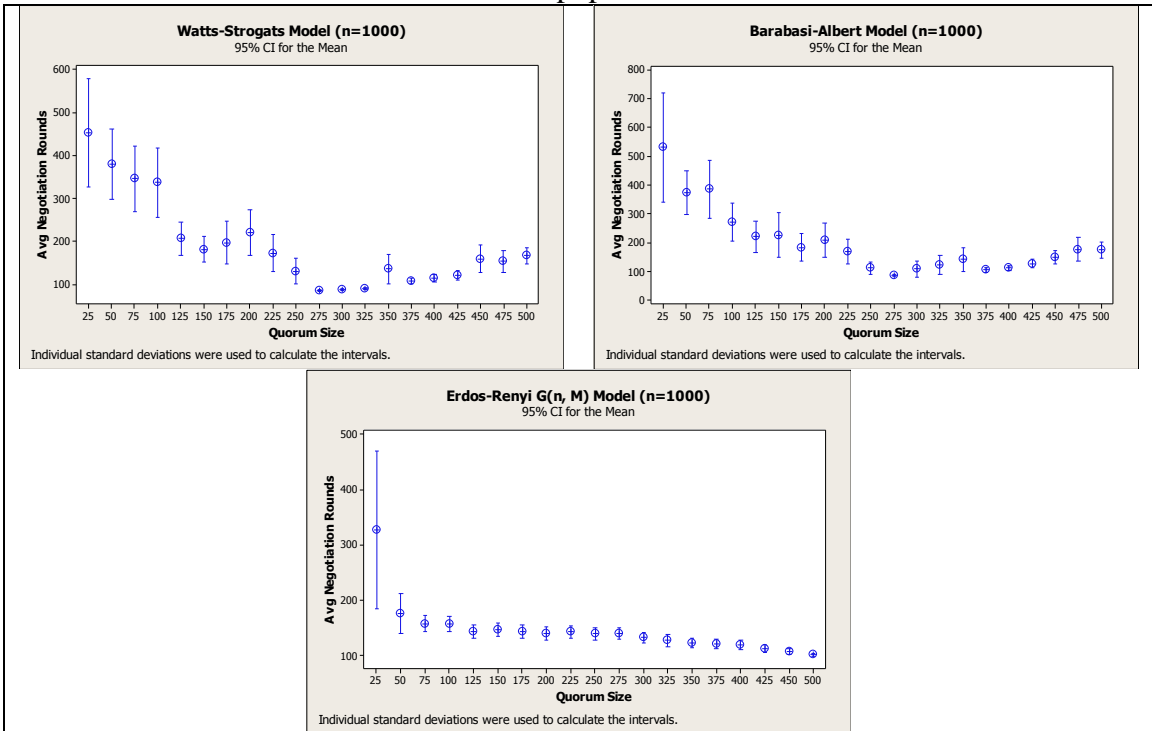 Watts-Strogats Model (n=1000)
95% CI for the Mean
600
500
400
300
200
100
Avg Negotiation Rounds
25 50 75 100 125 150 175 200 225 250 275 300 325 350 375 400 425 450 475 500
Quorum Size
Individual standard deviations were used to calculate the intervals.
Barabasi-Albert Model (n=1000)
95% CI for the Mean
800
700
600
500
400
300
200
100
0
Avg Negotiation Rounds
25 50 75 100 125 150 175 200 225 250 275 300 325 350 375 400 425 450 475 500
Quorum Size
Individual standard deviations were used to calculate the intervals.
Erdos-Renyi G(n, M) Model (n=1000)
95% CI for the Mean
500
400
300
200
100
Avg Negotiation Rounds
25 50 75 100 125 150 175 200 225 250 275 300 325 350 375 400 425 450 500
Quorum Size
Individual standard deviations were used to calculate the intervals.